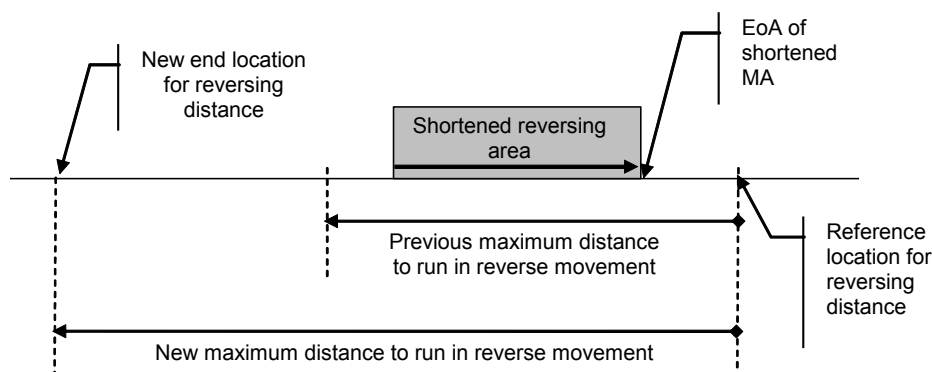 New end location
for reversing
distance
EoA of
shortened
MA
Shortened reversing
area
Previous maximum distance
to run in reverse movement
Reference
location for
reversing
distance
New maximum distance to run in reverse movement